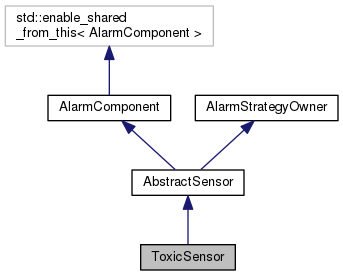 std::enable_shared
_from_this< AlarmComponent >
AlarmComponent
AlarmStrategyOwner
AbstractSensor
ToxicSensor